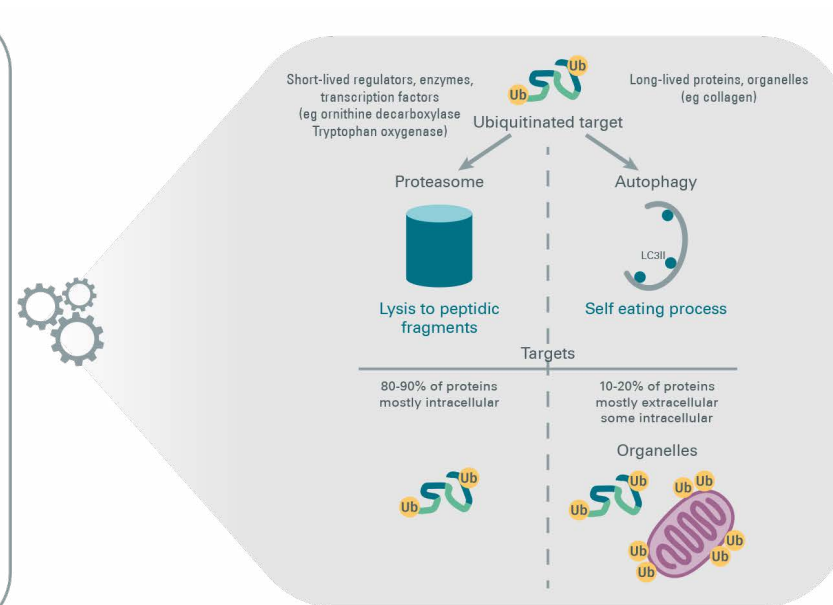 Short-lived regulators, enzymes,
transcription factors
(eg ornithine decarboxylase
Tryptophan oxygenase)
Ub
Ub
Ubiquitinated target
Long-lived proteins, organelles
(eg collagen)
Proteasome
Autophagy
LC3II
Lysis to peptidic
fragments
Self eating process
Targets
80-90% of proteins
mostly intracellular
10-20% of proteins
mostly extracellular
some intracellular
Organelles
Ub
Ub
Ub
Ub
Ub
Ub
Ub
Ub
Ub
Ub